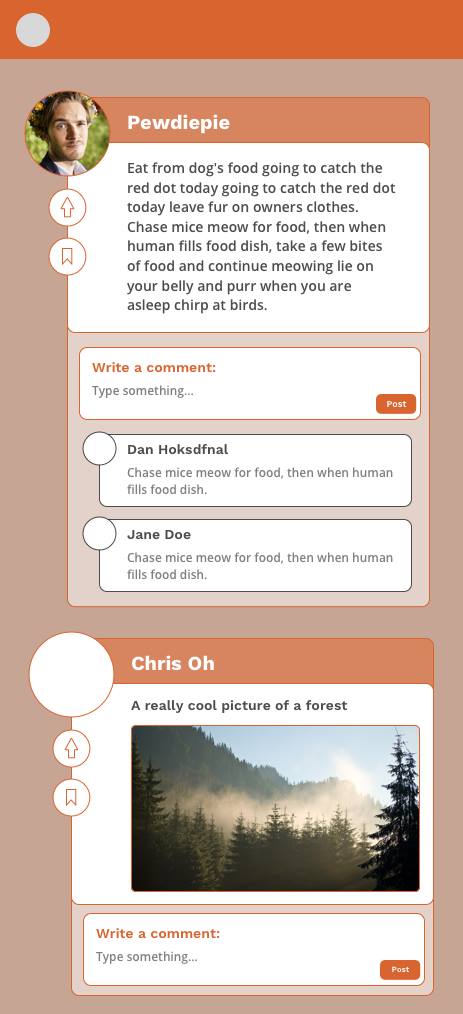 Pewdiepie
Eat from dog's food going to catch the
red dot today going to catch the red dot
today leave fur on owners clothes.
Chase mice meow for food, then when
human fills food dish, take a few bites
of food and continue meowing lie on
your belly and purr when you are
asleep chirp at birds.
Write a comment:
Type something...
Post
Dan Hoksdfnal
Chase mice meow for food, then when human
fills food dish.
Jane Doe
Chase mice meow for food, then when human
fills food dish.
Chris Oh
A really cool picture of a forest
Write a comment:
Type something...
Post